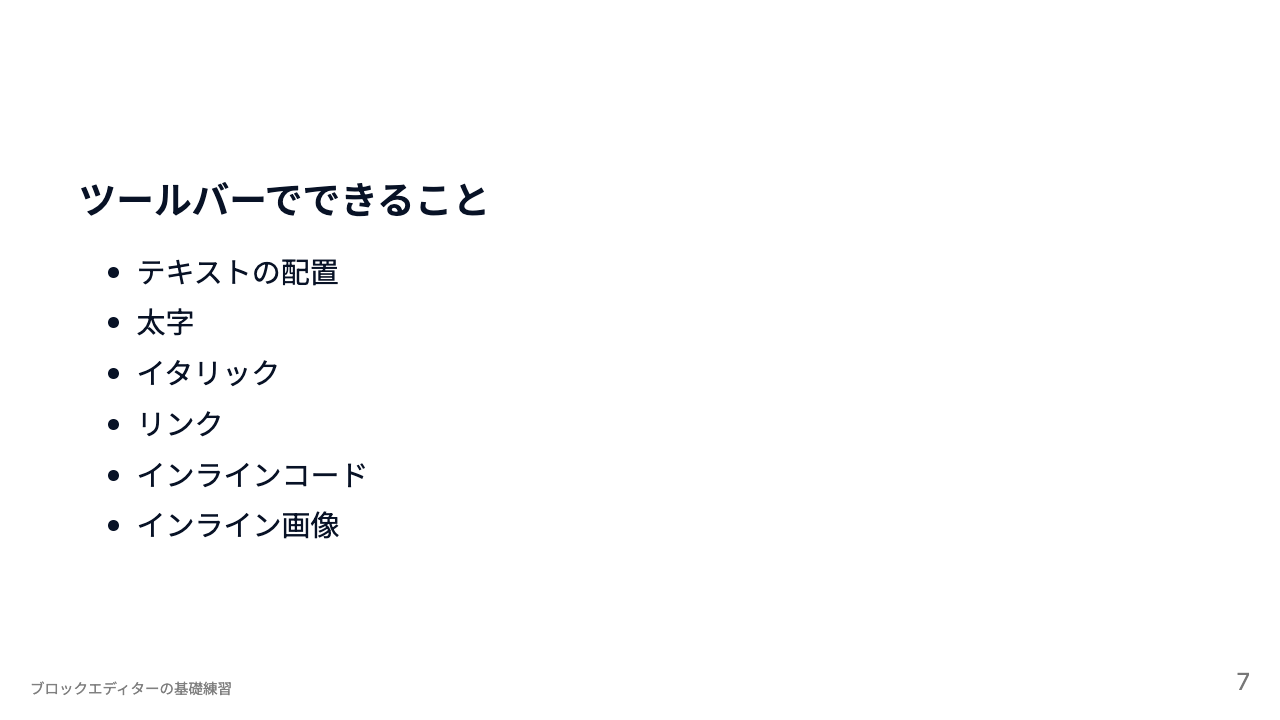 ツールバーでできること
テキストの配置
太字
イタリック
リンク
インラインコード
インライン画像
ブロックエディターの基礎練習
7